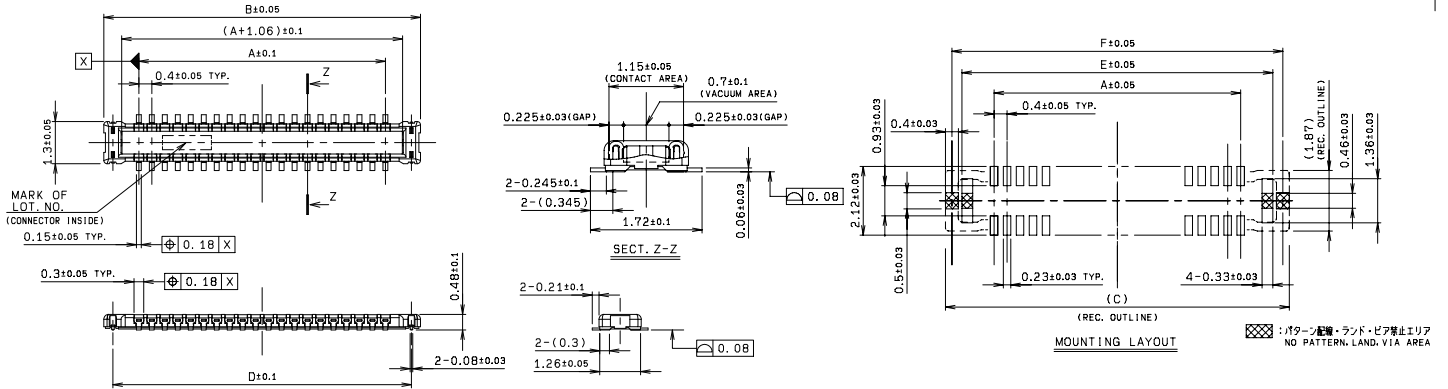 B±0.05
(A+1.06)±0.1
A±0.1
X
0.4±0.05 TYP.
Z
1.3±0.05
MARK OF
LOT. NO.
(CONNECTOR INSIDE)
Z
0.15±0.05 TYP.
⌖ 0.18 X
0.3±0.05 TYP.
⌖ 0.18 X
0.48±0.1
2-0.08±0.03
D±0.1
1.15±0.05
(CONTACT AREA)
0.7±0.1
(VACUUM AREA)
0.225±0.03(GAP)
0.225±0.03(GAP)
2-0.245±0.1
2-(0.345)
1.72±0.1
0.06±0.03
⌓ 0.08
SECT. Z-Z
2-0.21±0.1
2-(0.3)
1.26±0.05
⌓ 0.08
F±0.05
E±0.05
A±0.05
0.4±0.05 TYP.
0.4±0.03
0.93±0.03
2.12±0.03
0.5±0.03
(1.87)
(REC. OUTLINE)
0.46±0.03
1.36±0.03
0.23±0.03 TYP.
4-0.33±0.03
(C)
(REC. OUTLINE)
MOUNTING LAYOUT
:パターン配線・ランド・ビア禁止エリア
NO PATTERN. LAND. VIA AREA